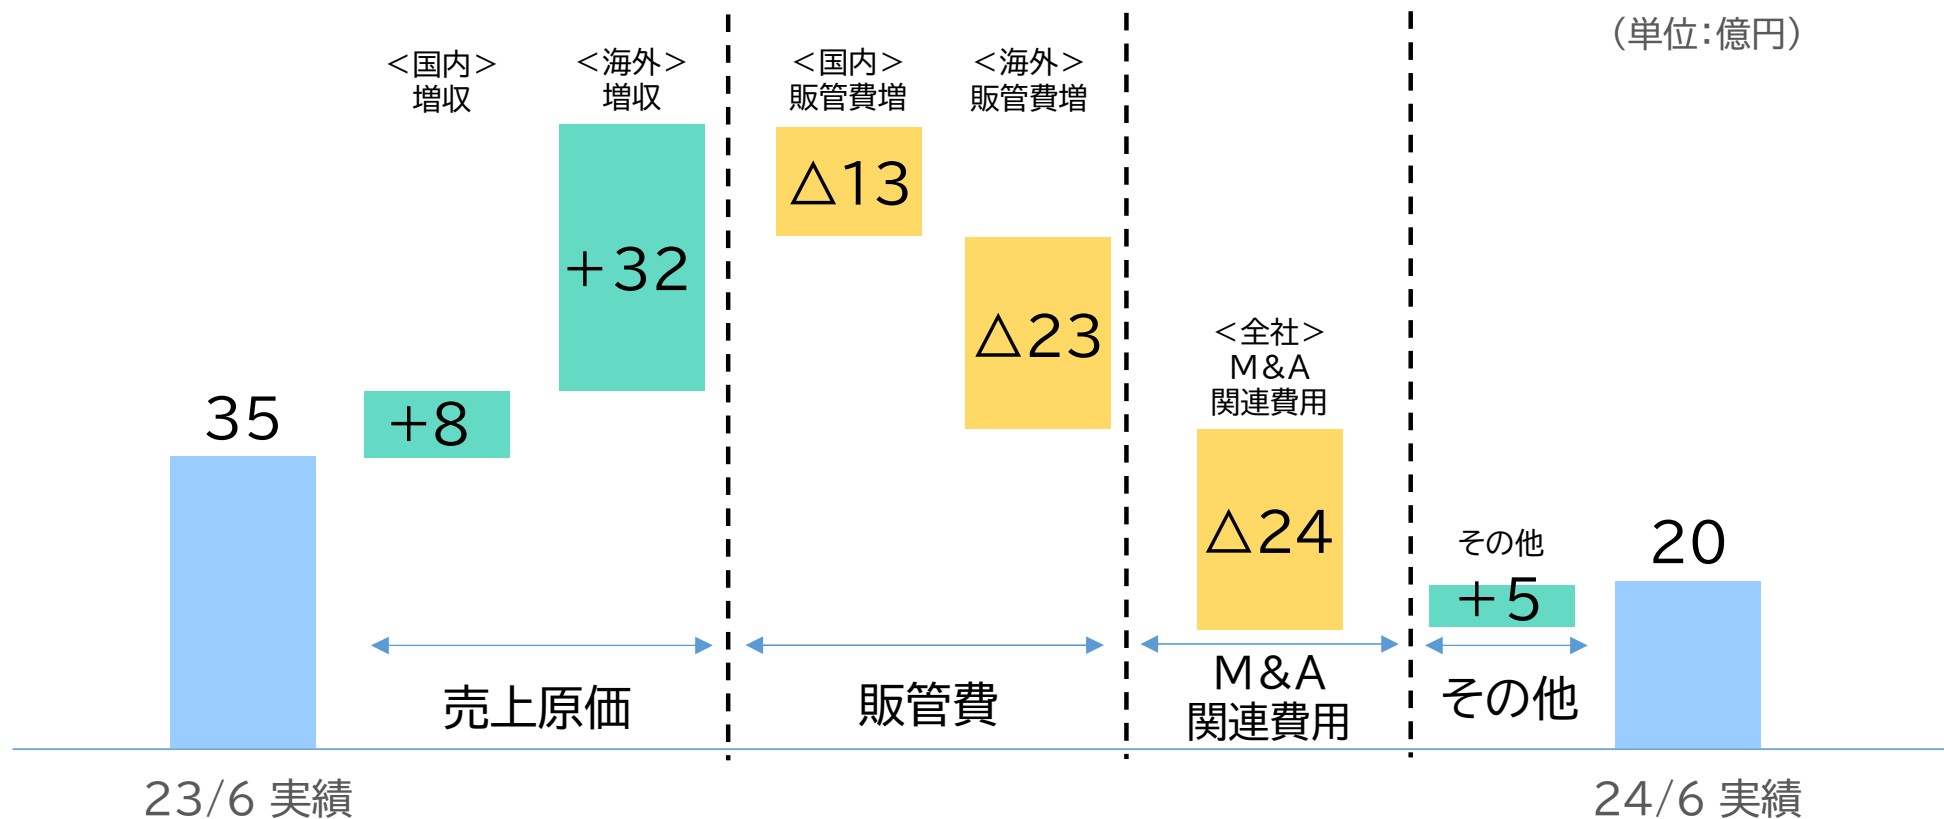 （単位：億円）
＜国内＞
増収
＜海外＞
増収
＜国内＞
販管費増
＜海外＞
販管費増
△13
+32
△23
＜全社＞
M&A
関連費用
35
+8
△24
その他
+5
20
売上原価
販管費
M&A
関連費用
その他
23/6 実績
24/6 実績